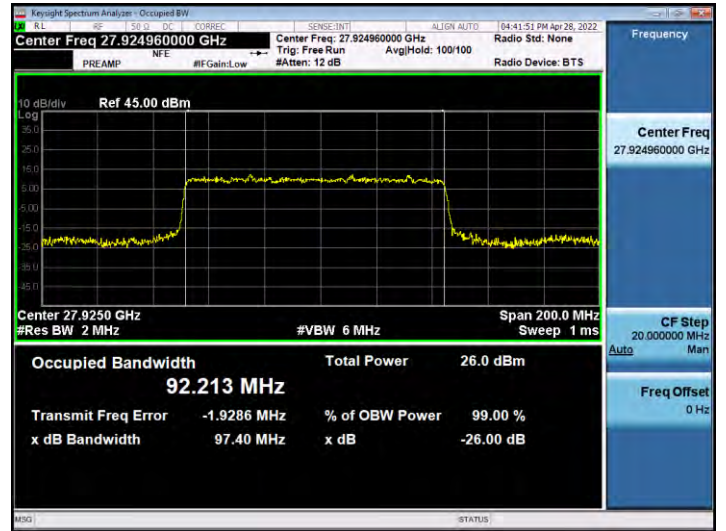 Keysight Spectrum Analyzer - Occupied BW
RL RF 50 Ω DC CORREC SENSE:INT ALIGN AUTO 04:41:51 PM Apr 28, 2022
Center Freq 27.924960000 GHz Center Freq: 27.924960000 GHz Radio Std: None
NFE Trig: Free Run Avg|Hold: 100/100
PREAMP #IFGain:Low #Atten: 12 dB Radio Device: BTS
10 dB/div Ref 45.00 dBm
Log
35.0
25.0
15.0
5.00
-5.00
-15.0
-25.0
-35.0
-45.0
Center 27.9250 GHz Span 200.0 MHz
#Res BW 2 MHz #VBW 6 MHz Sweep 1 ms
Occupied Bandwidth Total Power 26.0 dBm
92.213 MHz
Transmit Freq Error -1.9286 MHz % of OBW Power 99.00 %
x dB Bandwidth 97.40 MHz x dB -26.00 dB
MSG STATUS
Frequency
Center Freq
27.924960000 GHz
CF Step
20.000000 MHz
Auto Man
Freq Offset
0 Hz